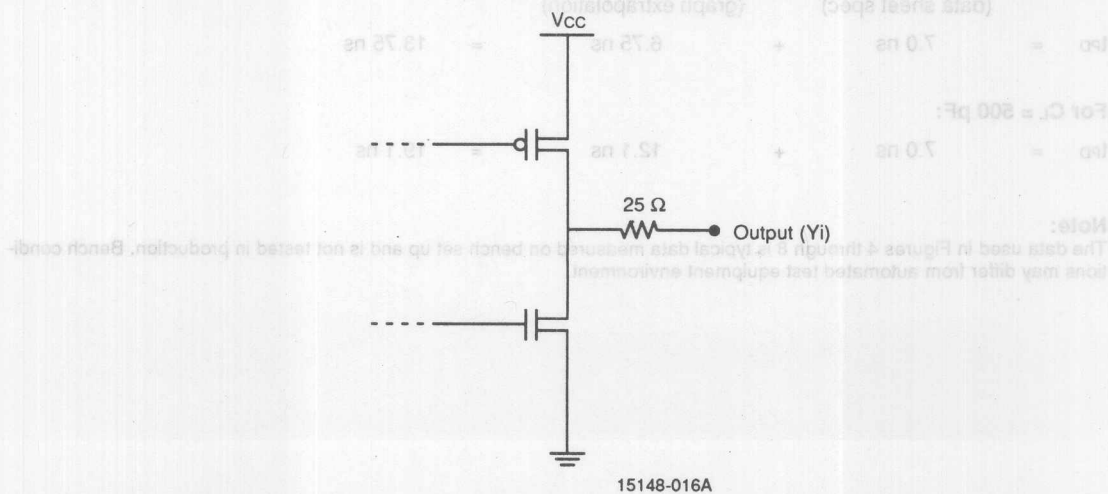 (data sheet spec) (graph extrapolation)
VCC
tPD = 7.0 ns + 6.75 ns = 13.75 ns
For CL = 500 pF:
tPD = 7.0 ns + 12.1 ns = 19.1 ns
25 Ω
Output (Yi)
Note:
The data used in Figures 4 through 8 is typical data measured on bench set up and is not tested in production. Bench condi-
tions may differ from automated test equipment environment.
15148-016A